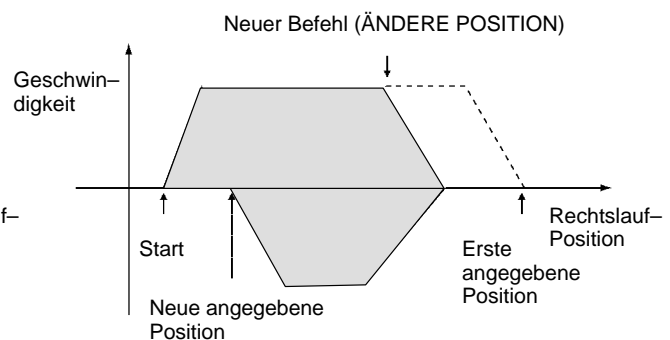 Neuer Befehl (ÄNDERE POSITION)
Geschwin–
digkeit
f–
Start
Neue angegebene
Position
Erste
angegebene
Position
Rechtslauf–
Position